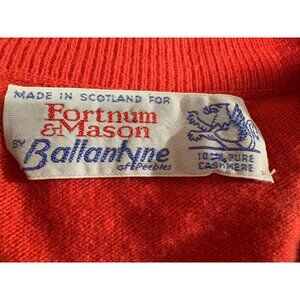 MADE IN SCOTLAND FOR
Fortnum
& Mason
BY Ballantyne
of Peebles
100% PURE
CASHMERE